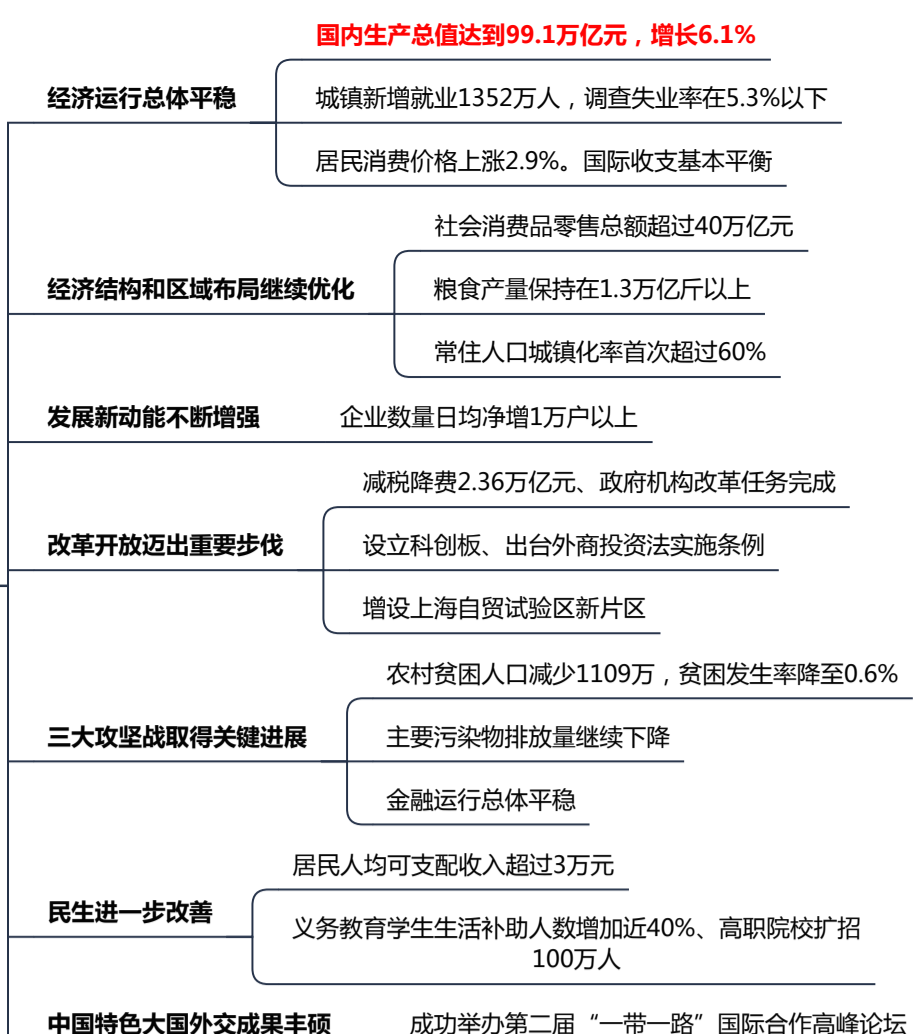 国内生产总值达到99.1万亿元，增长6.1%
经济运行总体平稳
城镇新增就业1352万人，调查失业率在5.3%以下
居民消费价格上涨2.9%。国际收支基本平衡
社会消费品零售总额超过40万亿元
经济结构和区域布局继续优化
粮食产量保持在1.3万亿斤以上
常住人口城镇化率首次超过60%
发展新动能不断增强
企业数量日均净增1万户以上
减税降费2.36万亿元、政府机构改革任务完成
改革开放迈出重要步伐
设立科创板、出台外商投资法实施条例
增设上海自贸试验区新片区
农村贫困人口减少1109万，贫困发生率降至0.6%
三大攻坚战取得关键进展
主要污染物排放量继续下降
金融运行总体平稳
居民人均可支配收入超过3万元
民生进一步改善
义务教育学生生活补助人数增加近40%、高职院校扩招
100万人
中国特色大国外交成果丰硕
成功举办第二届“一带一路”国际合作高峰论坛